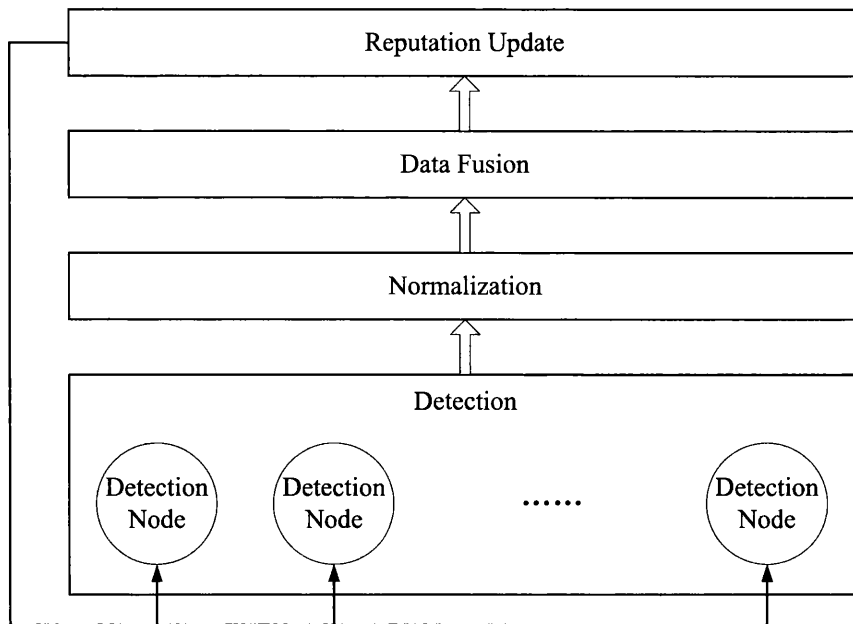 Reputation Update
Data Fusion
Normalization
Detection
Detection
Node
Detection
Node
......
Detection
Node